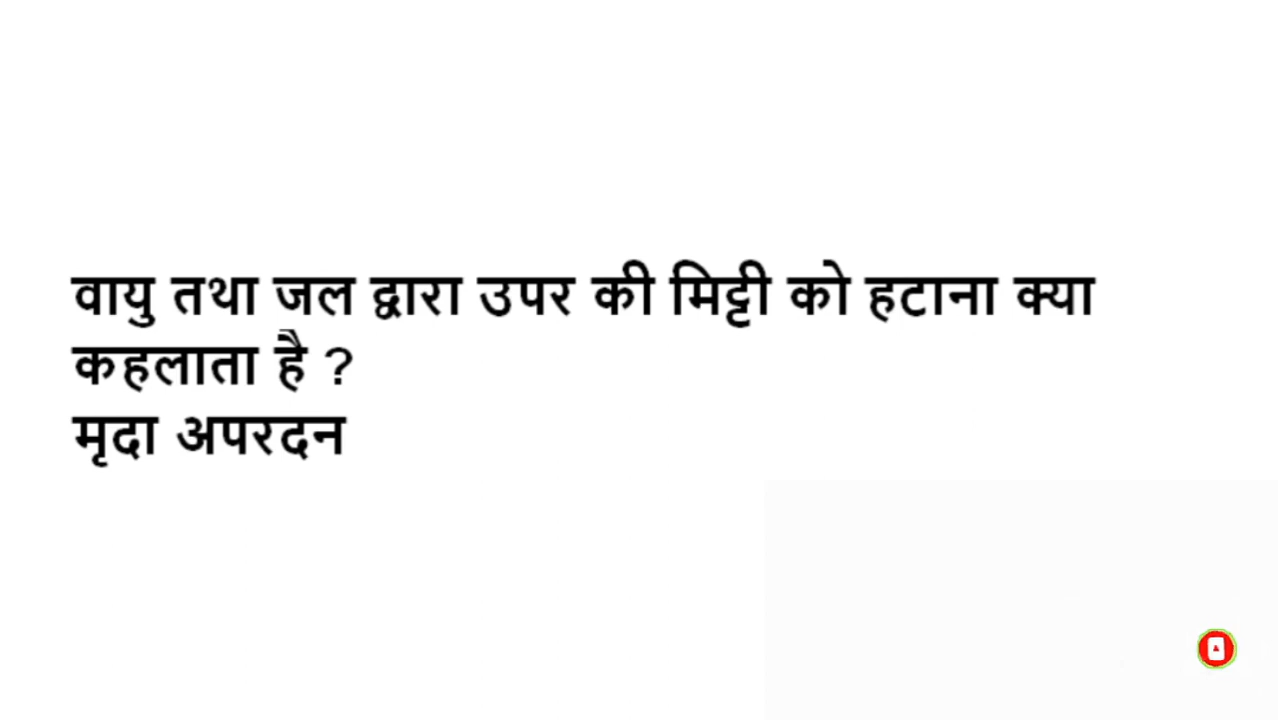 वायु तथा जल द्वारा उपर की मिट्टी को हटाना क्या
कहलाता है ?
मृदा अपरदन